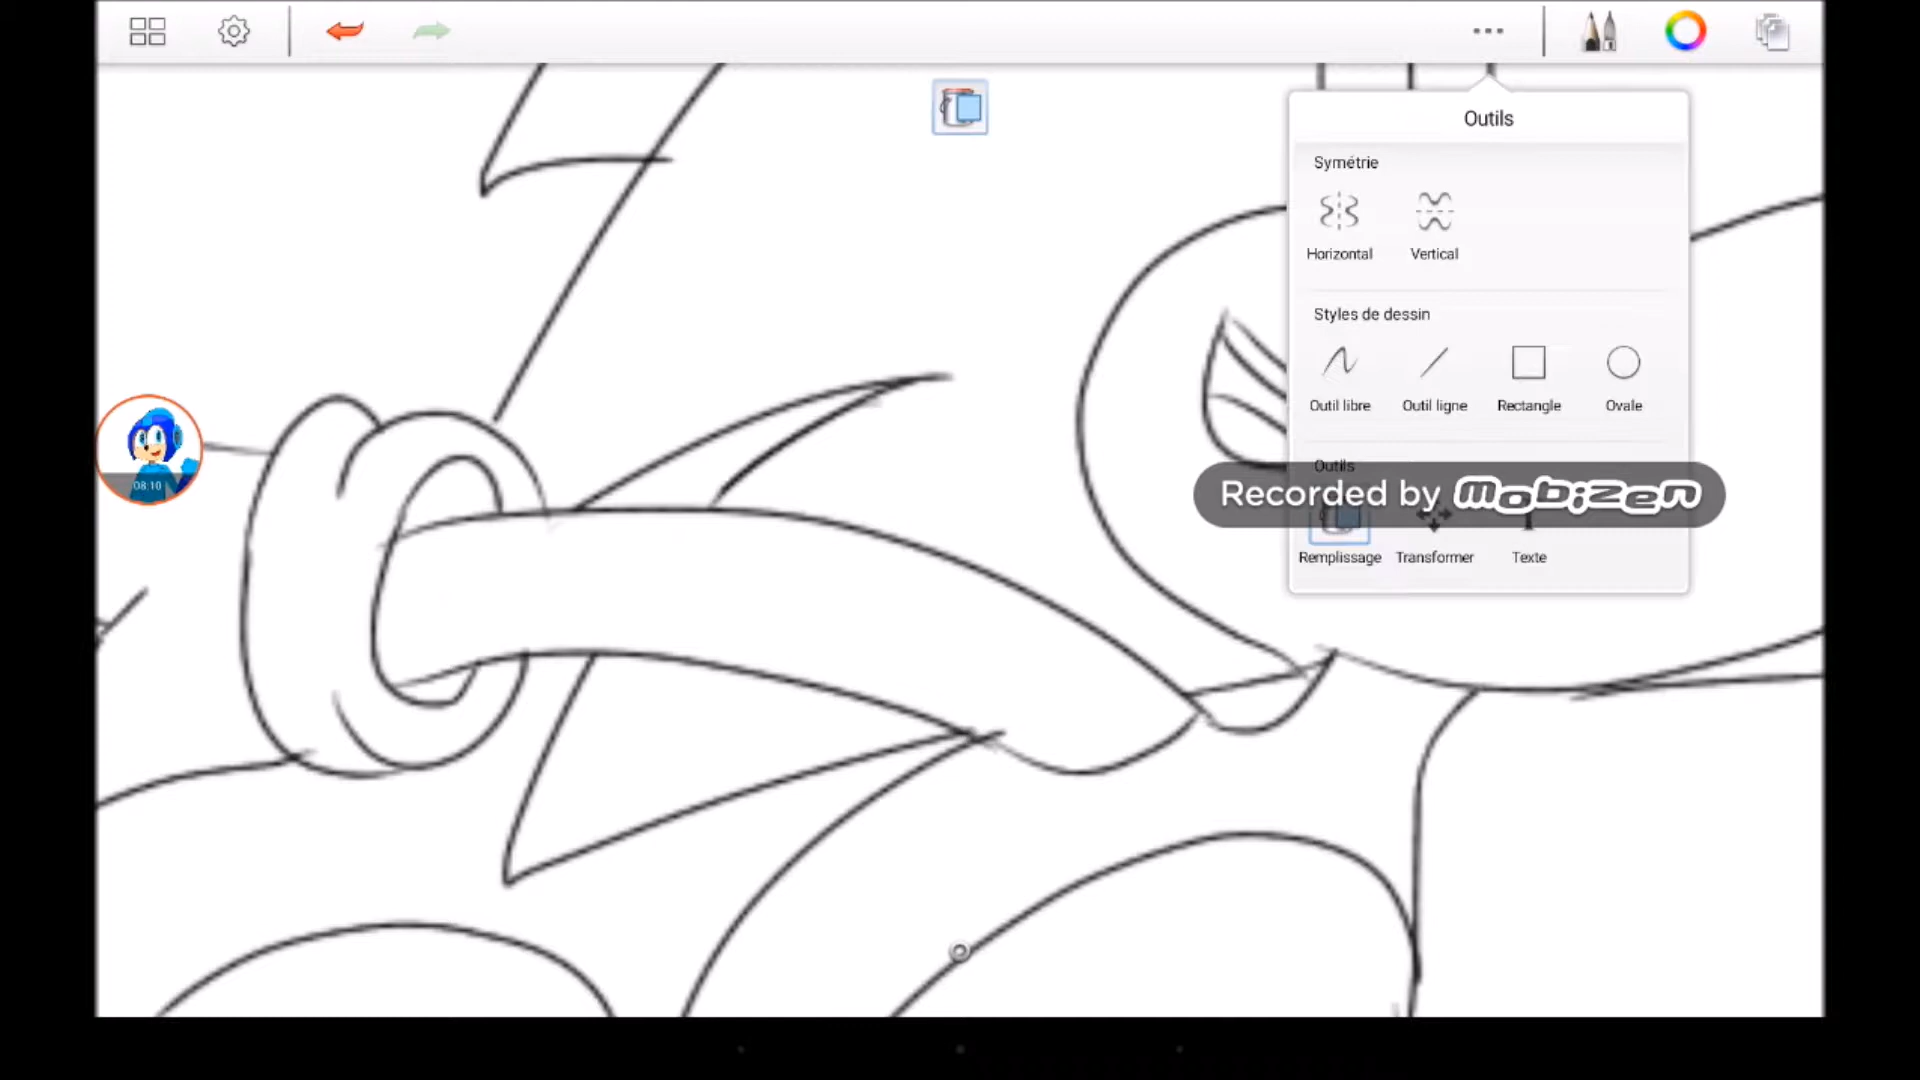 Outils
Symétrie
Horizontal Vertical
Styles de dessin
Outil libre Outil ligne Rectangle Ovale
Outils
Recorded by mobizen
08:10
Remplissage Transformer Texte